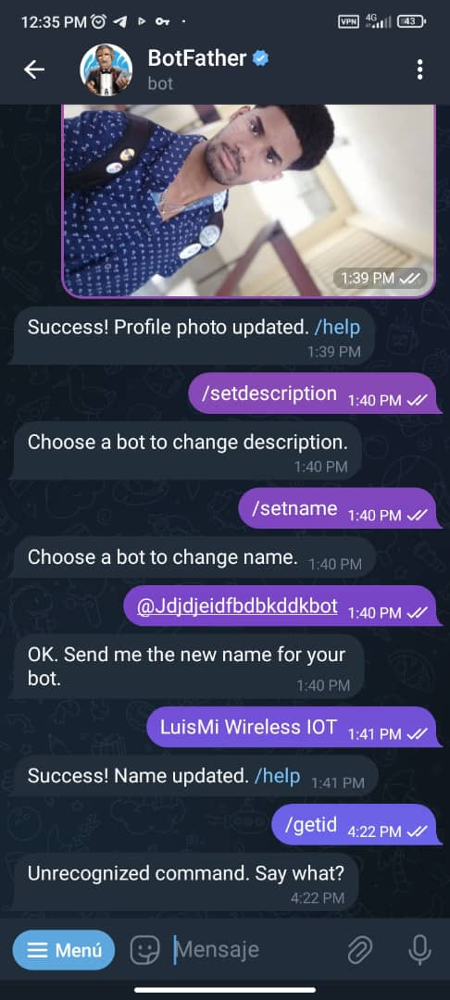 12:35 PM
VPN 4G 43
BotFather
bot
1:39 PM
Success! Profile photo updated. /help
1:39 PM
/setdescription 1:40 PM
Choose a bot to change description.
1:40 PM
/setname 1:40 PM
Choose a bot to change name. 1:40 PM
@Jdjdjeidfbdbkddkbot 1:40 PM
OK. Send me the new name for your
bot.
1:40 PM
LuisMi Wireless IOT 1:41 PM
Success! Name updated. /help 1:41 PM
/getid 4:22 PM
Unrecognized command. Say what?
4:22 PM
Menú Mensaje